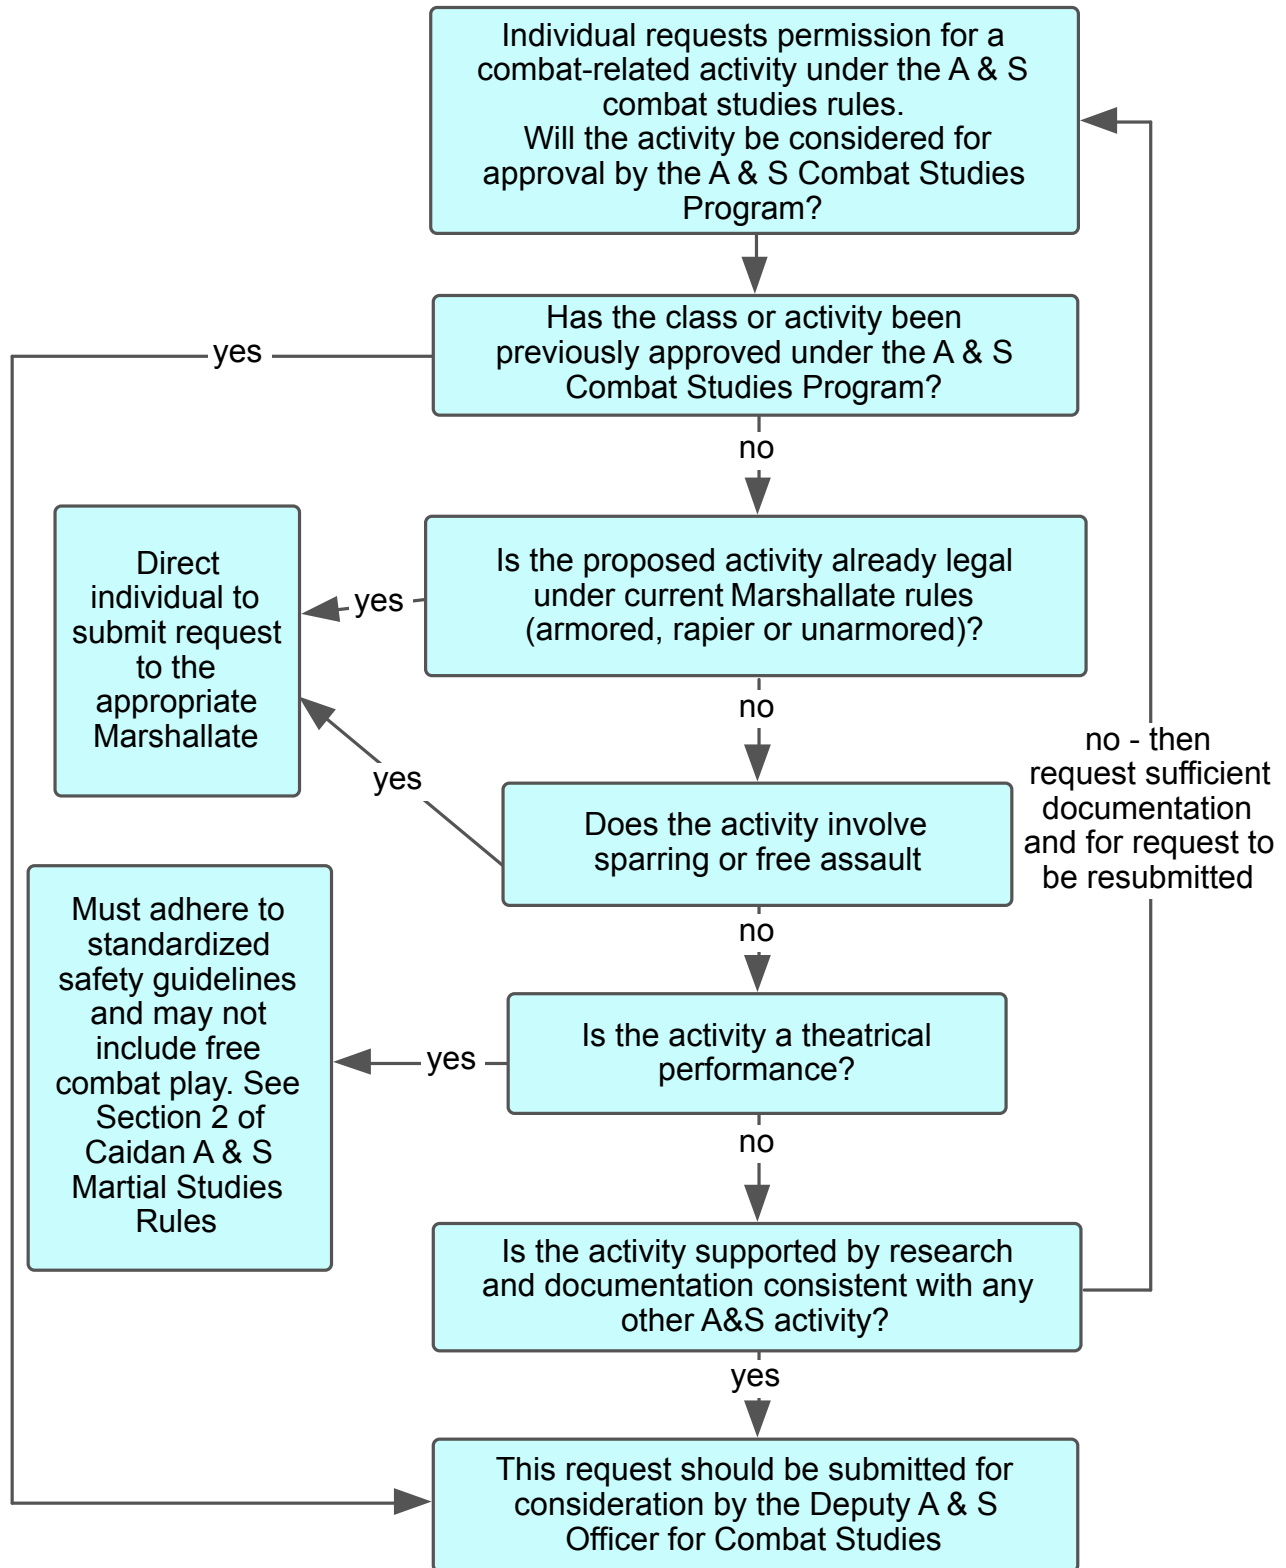 Individual requests permission for a
combat-related activity under the A & S
combat studies rules.
Will the activity be considered for
approval by the A & S Combat Studies
Program?
Has the class or activity been
previously approved under the A & S
Combat Studies Program?
yes
no
Direct
individual to
submit request
to the
appropriate
Marshallate
Is the proposed activity already legal
under current Marshallate rules
(armored, rapier or unarmored)?
yes
no
no - then
request sufficient
documentation
and for request to
be resubmitted
yes
Does the activity involve
sparring or free assault
no
Must adhere to
standardized
safety guidelines
and may not
include free
combat play. See
Section 2 of
Caidan A & S
Martial Studies
Rules
Is the activity a theatrical
performance?
yes
no
Is the activity supported by research
and documentation consistent with any
other A&S activity?
yes
This request should be submitted for
consideration by the Deputy A & S
Officer for Combat Studies